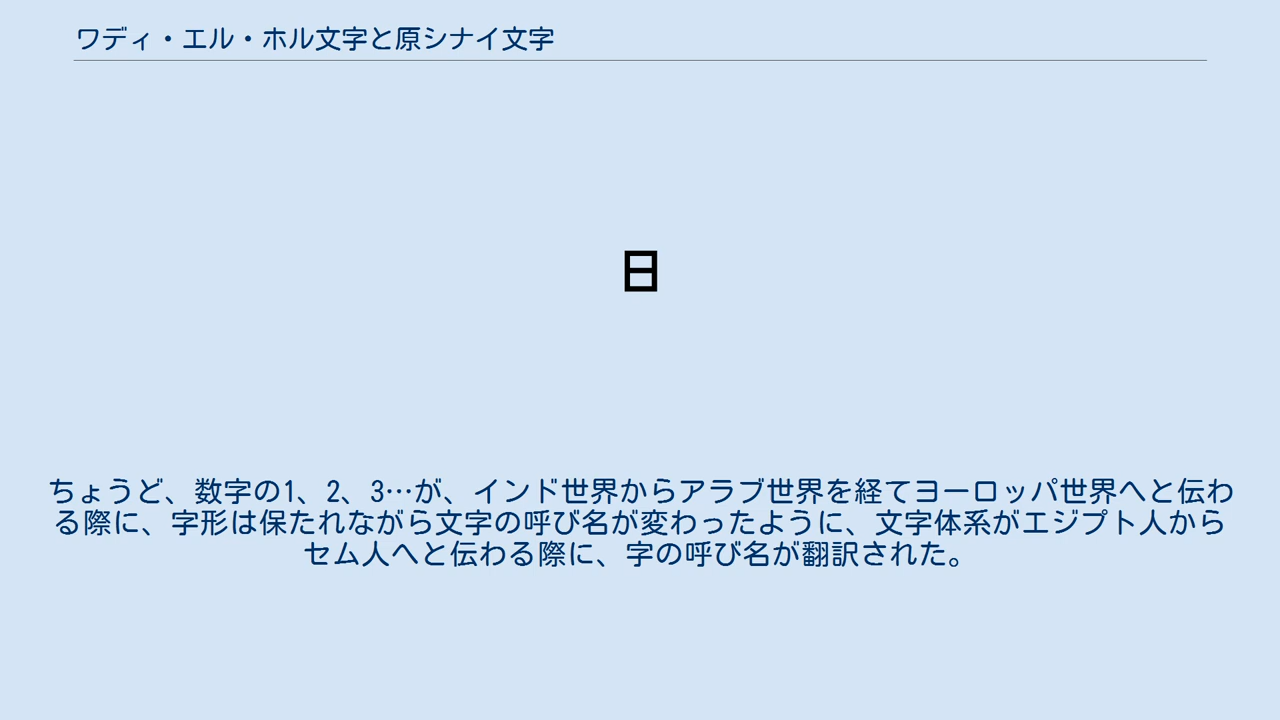 ワディ・エル・ホル文字と原シナイ文字
日
ちょうど、数字の1、2、3…が、インド世界からアラブ世界を経てヨーロッパ世界へと伝わ
る際に、字形は保たれながら文字の呼び名が変わったように、文字体系がエジプト人から
セム人へと伝わる際に、字の呼び名が翻訳された。